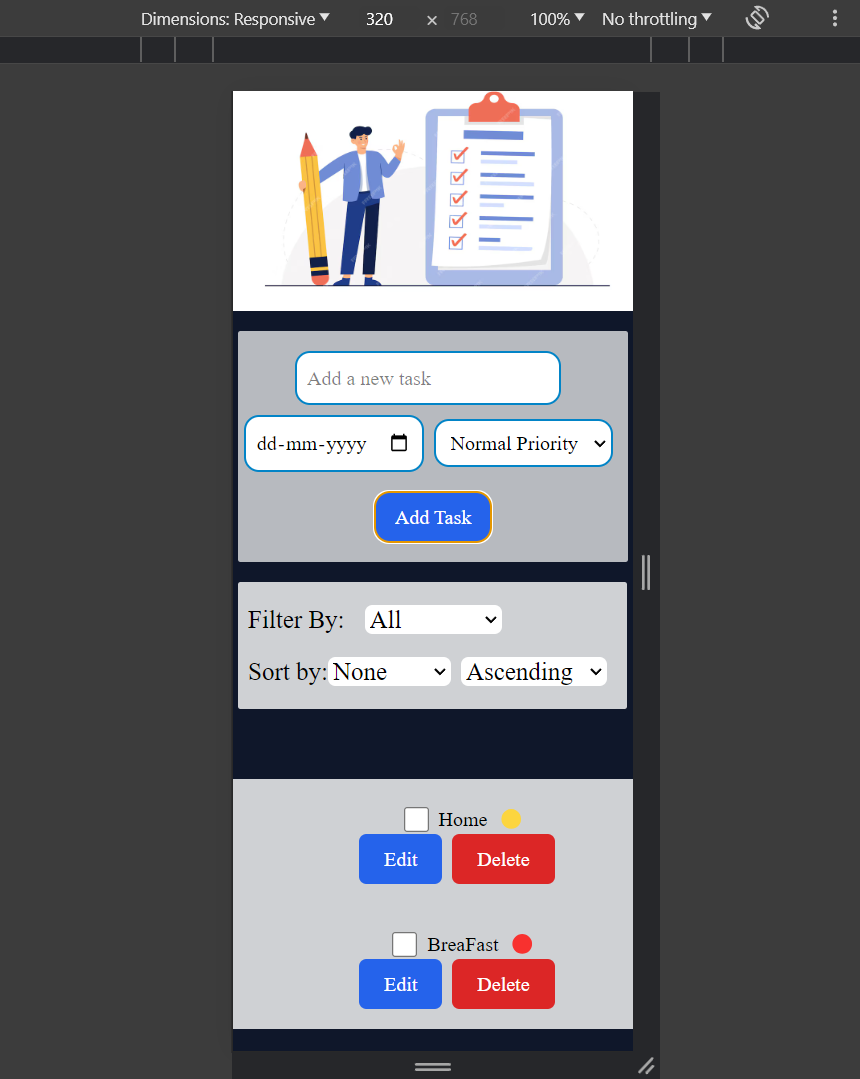 Dimensions: Responsive 320 × 768 100% No throttling
Add a new task
dd-mm-yyyy Normal Priority
Add Task
Filter By: All
Sort by: None Ascending
Home
Edit Delete
BreaFast
Edit Delete